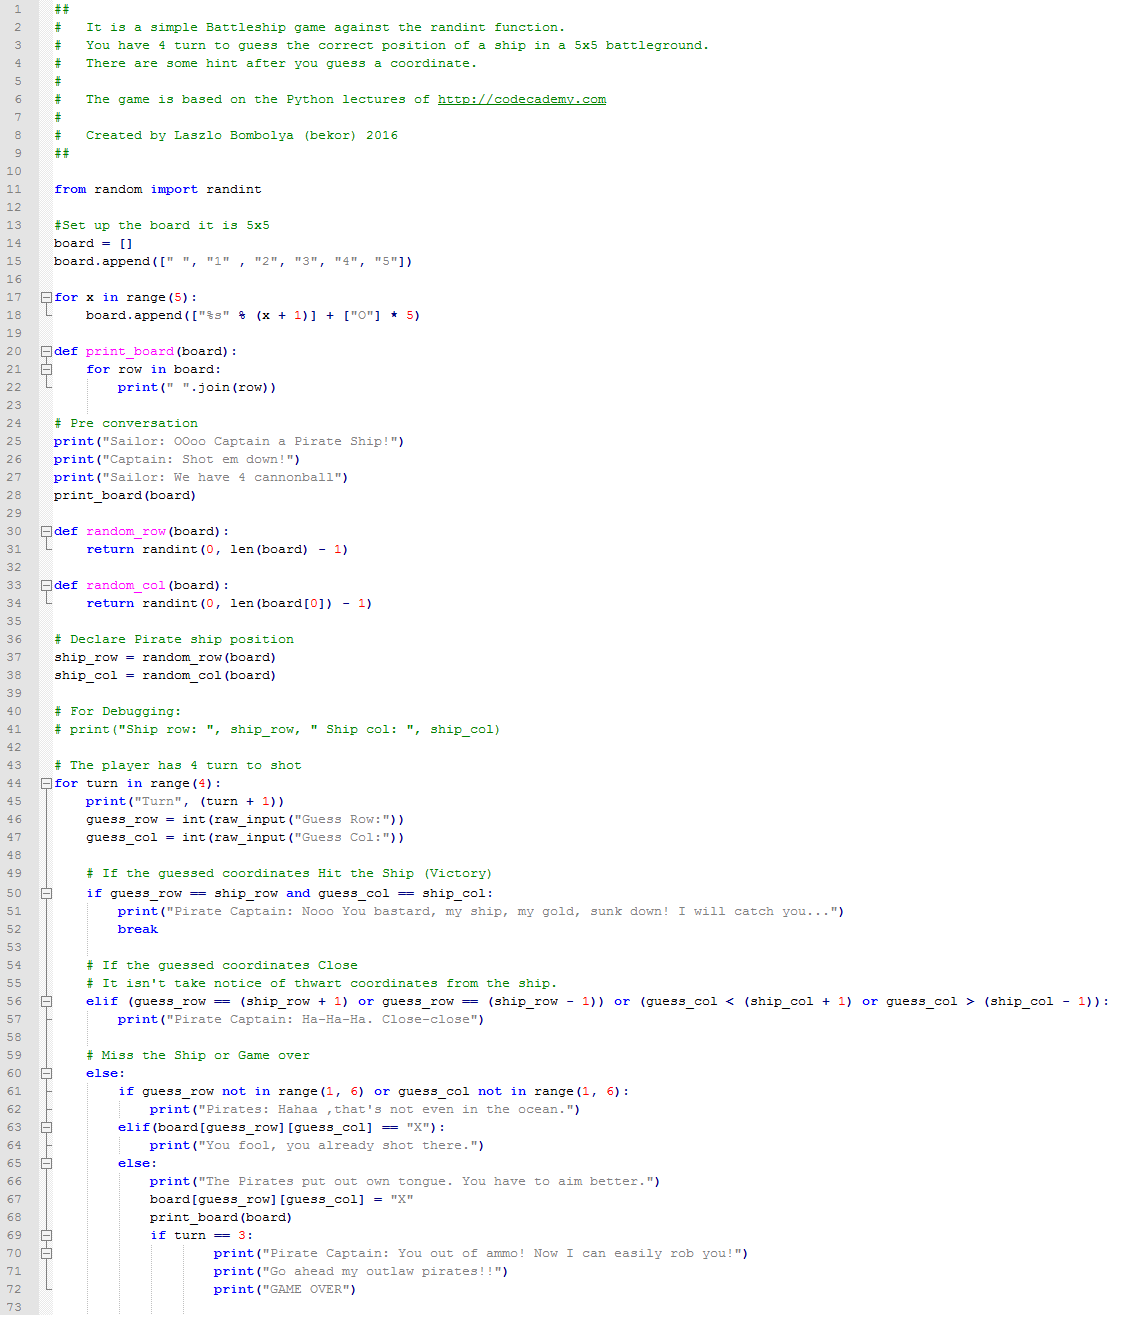 1 ##
2 #   It is a simple Battleship game against the randint function.
3 #   You have 4 turn to guess the correct position of a ship in a 5x5 battleground.
4 #   There are some hint after you guess a coordinate.
5 #
6 #   The game is based on the Python lectures of http://codecademy.com
7 #
8 #   Created by Laszlo Bombolya (bekor) 2016
9 ##
10
11 from random import randint
12
13 #Set up the board it is 5x5
14 board = []
15 board.append([" ", "1" , "2", "3", "4", "5"])
16
17 for x in range(5):
18     board.append(["%s" % (x + 1)] + ["O"] * 5)
19
20 def print_board(board):
21     for row in board:
22         print(" ".join(row))
23
24 # Pre conversation
25 print("Sailor: OOoo Captain a Pirate Ship!")
26 print("Captain: Shot em down!")
27 print("Sailor: We have 4 cannonball")
28 print_board(board)
29
30 def random_row(board):
31     return randint(0, len(board) - 1)
32
33 def random_col(board):
34     return randint(0, len(board[0]) - 1)
35
36 # Declare Pirate ship position
37 ship_row = random_row(board)
38 ship_col = random_col(board)
39
40 # For Debugging:
41 # print("Ship row: ", ship_row, " Ship col: ", ship_col)
42
43 # The player has 4 turn to shot
44 for turn in range(4):
45     print("Turn", (turn + 1))
46     guess_row = int(raw_input("Guess Row:"))
47     guess_col = int(raw_input("Guess Col:"))
48
49     # If the guessed coordinates Hit the Ship (Victory)
50     if guess_row == ship_row and guess_col == ship_col:
51         print("Pirate Captain: Nooo You bastard, my ship, my gold, sunk down! I will catch you...")
52         break
53
54     # If the guessed coordinates Close
55     # It isn't take notice of thwart coordinates from the ship.
56     elif (guess_row == (ship_row + 1) or guess_row == (ship_row - 1)) or (guess_col < (ship_col + 1) or guess_col > (ship_col - 1)):
57         print("Pirate Captain: Ha-Ha-Ha. Close-close")
58
59     # Miss the Ship or Game over
60     else:
61         if guess_row not in range(1, 6) or guess_col not in range(1, 6):
62             print("Pirates: Hahaa ,that's not even in the ocean.")
63         elif(board[guess_row][guess_col] == "X"):
64             print("You fool, you already shot there.")
65         else:
66             print("The Pirates put out own tongue. You have to aim better.")
67             board[guess_row][guess_col] = "X"
68             print_board(board)
69             if turn == 3:
70                     print("Pirate Captain: You out of ammo! Now I can easily rob you!")
71                     print("Go ahead my outlaw pirates!!")
72                     print("GAME OVER")
73